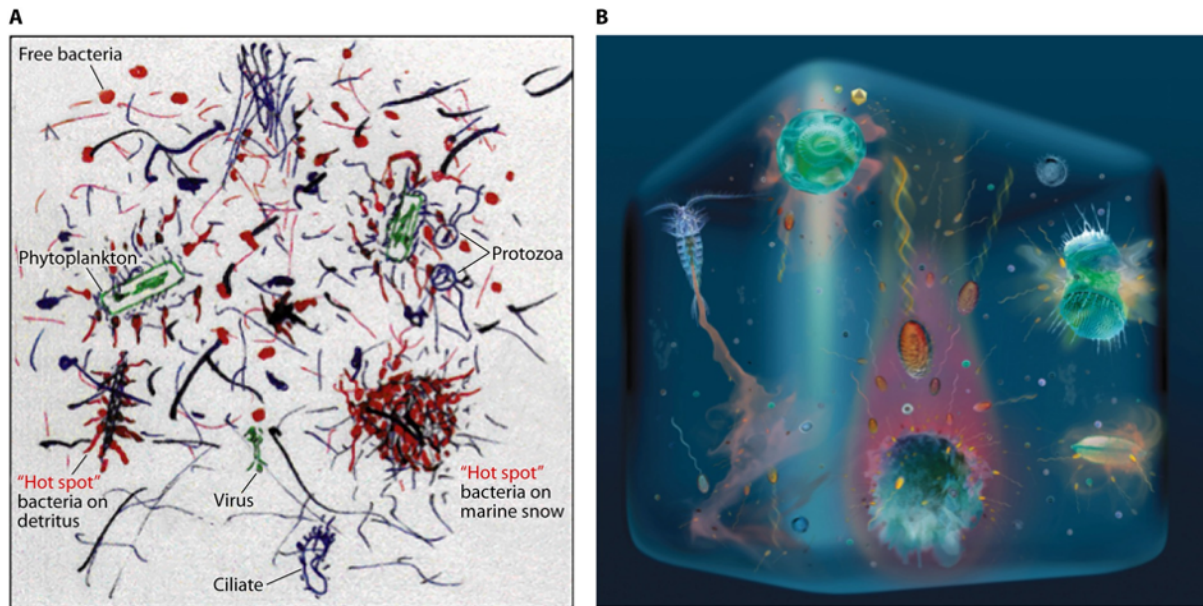 A
B
Free bacteria
Phytoplankton
Protozoa
"Hot spot"
bacteria on
detritus
Virus
"Hot spot"
bacteria on
marine snow
Ciliate